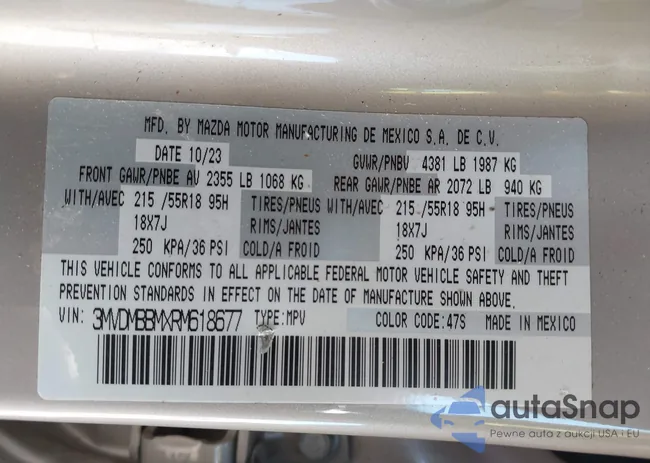 MFD. BY MAZDA MOTOR MANUFACTURING DE MEXICO S.A. DE C.V.
DATE 10/23 GVWR/PNBV 4381 LB 1987 KG
FRONT GAWR/PNBE AV 2355 LB 1068 KG REAR GAWR/PNBE AR 2072 LB 940 KG
WITH/AVEC 215 /55R18 95H TIRES/PNEUS WITH/AVEC 215 /55R18 95H TIRES/PNEUS
18X7J RIMS/JANTES 18X7J RIMS/JANTES
250 KPA/36 PSI COLD/A FROID 250 KPA/36 PSI COLD/A FROID
THIS VEHICLE CONFORMS TO ALL APPLICABLE FEDERAL MOTOR VEHICLE SAFETY AND THEFT
PREVENTION STANDARDS IN EFFECT ON THE DATE OF MANUFACTURE SHOWN ABOVE.
VIN: 3MVDMBBMXRM618677 TYPE:MPV COLOR CODE:47S MADE IN MEXICO
autoSnap
Pewne auta z aukcji USA i EU